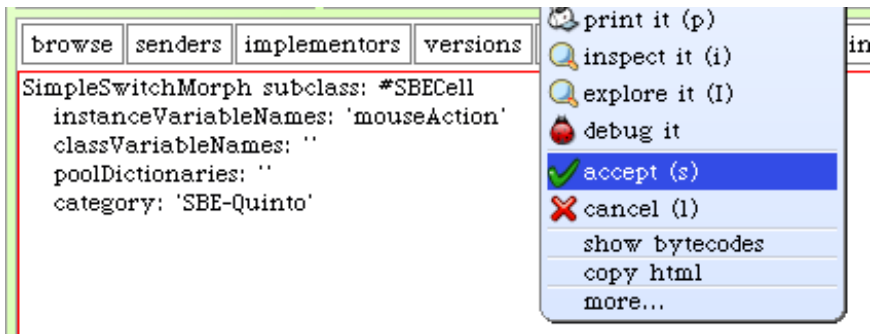 browse senders implementors versions in
SimpleSwitchMorph subclass: #SBECell
instanceVariableNames: 'mouseAction'
classVariableNames: ''
poolDictionaries: ''
category: 'SBE-Quinto'
print it (p)
inspect it (i)
explore it (I)
debug it
accept (s)
cancel (l)
show bytecodes
copy html
more...